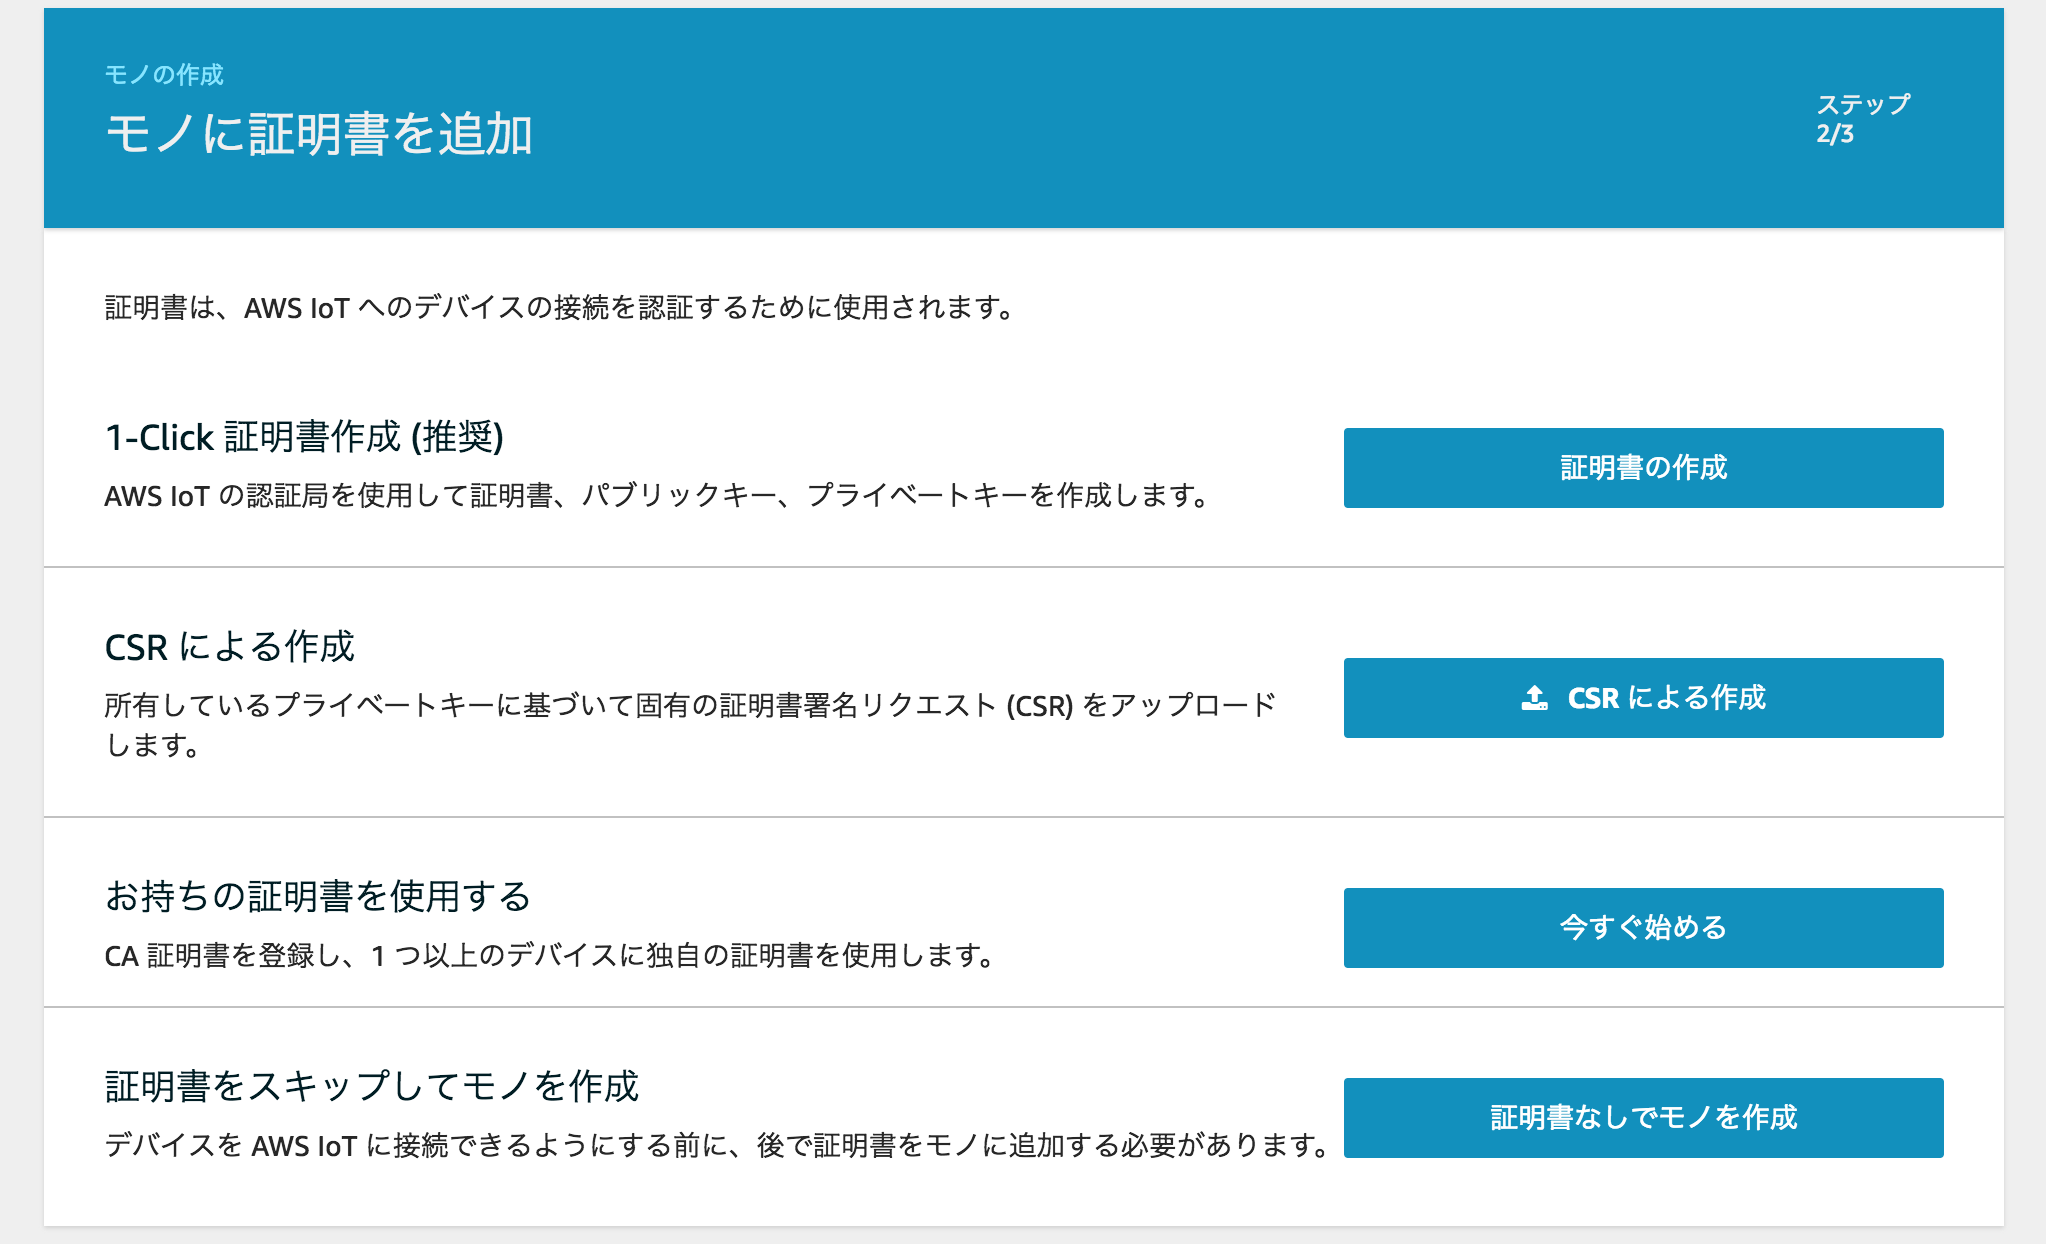 モノの作成
モノに証明書を追加
ステップ
2/3
証明書は、AWS IoT へのデバイスの接続を認証するために使用されます。
1-Click 証明書作成 (推奨)
AWS IoT の認証局を使用して証明書、パブリックキー、プライベートキーを作成します。
証明書の作成
CSR による作成
所有しているプライベートキーに基づいて固有の証明書署名リクエスト (CSR) をアップロード
します。
CSR による作成
お持ちの証明書を使用する
CA 証明書を登録し、1 つ以上のデバイスに独自の証明書を使用します。
今すぐ始める
証明書をスキップしてモノを作成
デバイスを AWS IoT に接続できるようにする前に、後で証明書をモノに追加する必要があります。
証明書なしでモノを作成